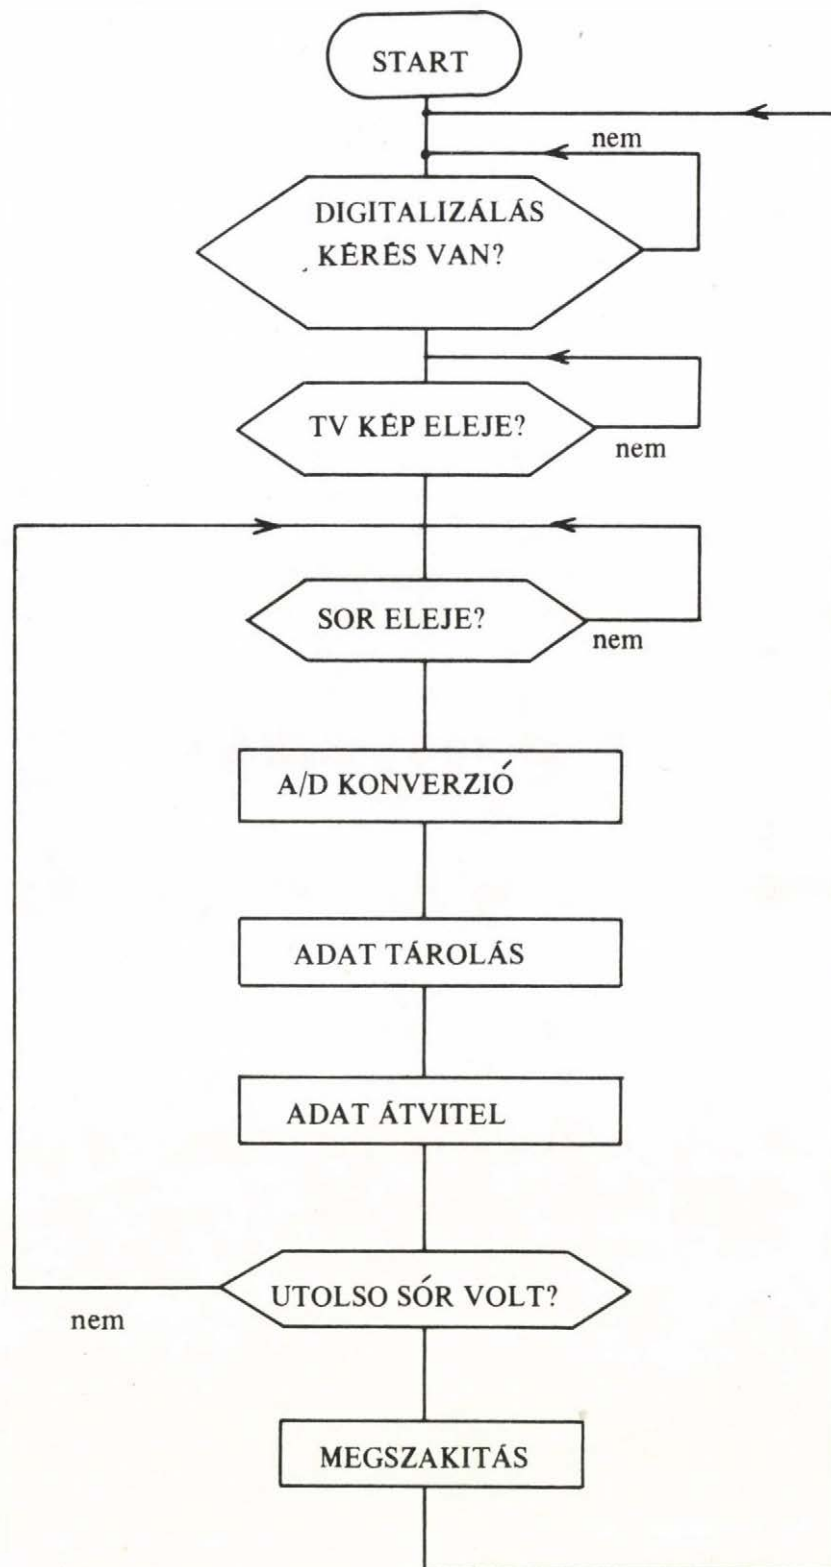 START
nem
DIGITALIZÁLÁS
KÉRÉS VAN?
TV KÉP ELEJE?
nem
SOR ELEJE?
nem
A/D KONVERZIÓ
ADAT TÁROLÁS
ADAT ÁTVITEL
UTOLSO SÓR VOLT?
nem
MEGSZAKITÁS